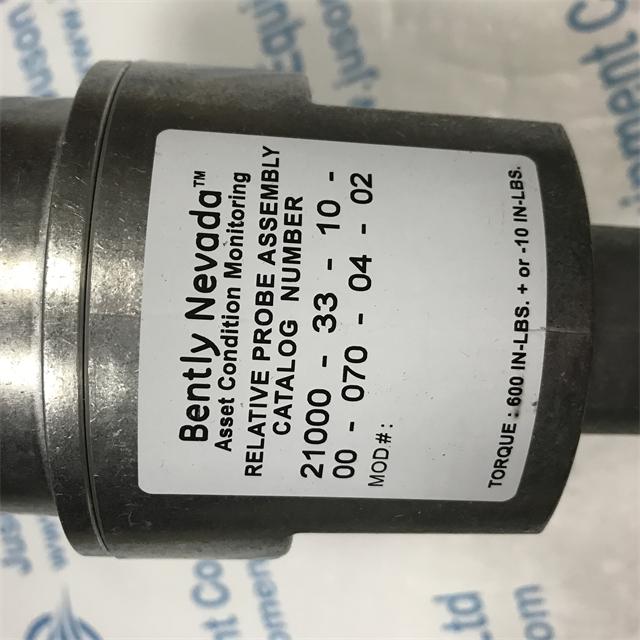 Bently Nevada™
Asset Condition Monitoring
RELATIVE PROBE ASSEMBLY
CATALOG NUMBER
21000 - 33 - 10 -
00 - 070 - 04 - 02
MOD#:
TORQUE : 600 IN-LBS. + or -10 IN-LBS.